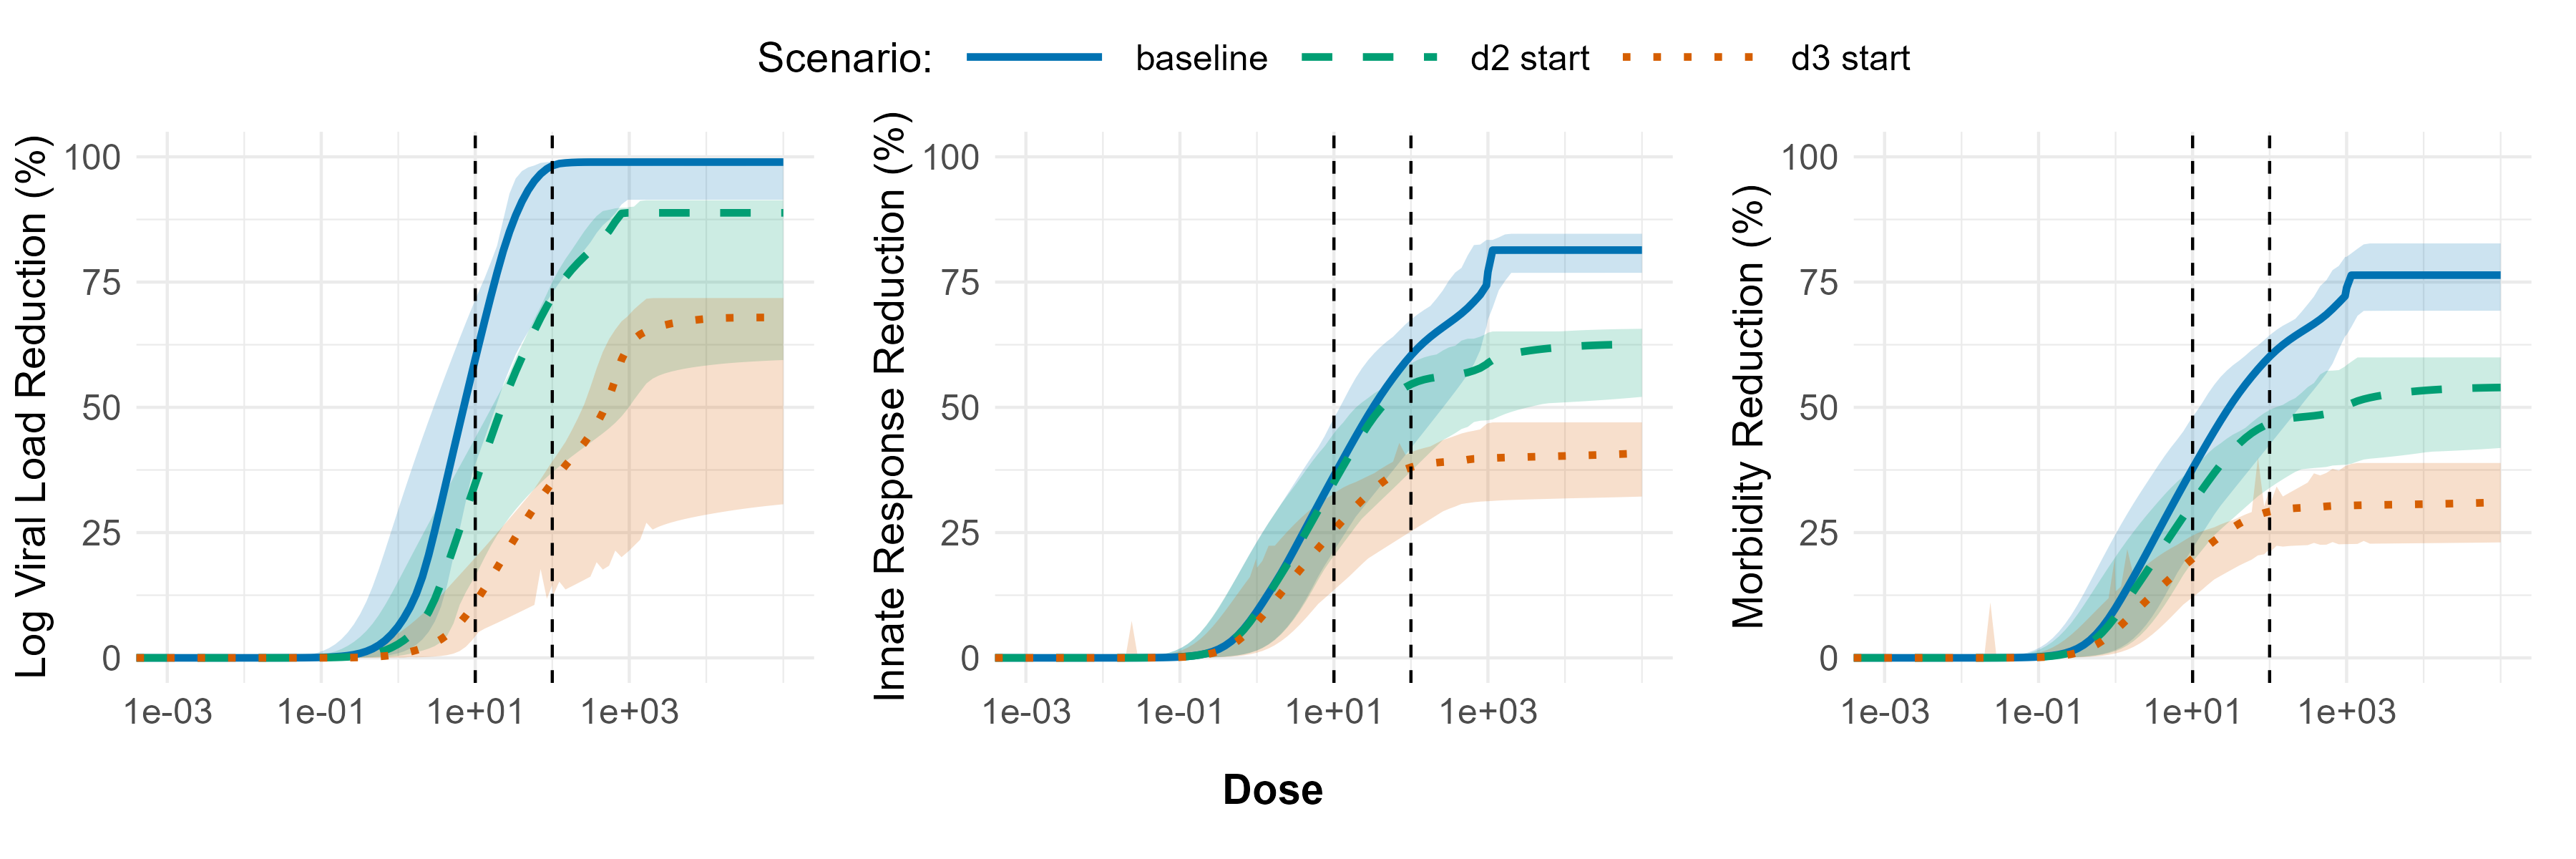 Scenario: baseline d2 start d3 start
Log Viral Load Reduction (%)
100
75
50
25
0
1e-03 1e-01 1e+01 1e+03
Innate Response Reduction (%)
100
75
50
25
0
1e-03 1e-01 1e+01 1e+03
Morbidity Reduction (%)
100
75
50
25
0
1e-03 1e-01 1e+01 1e+03
Dose